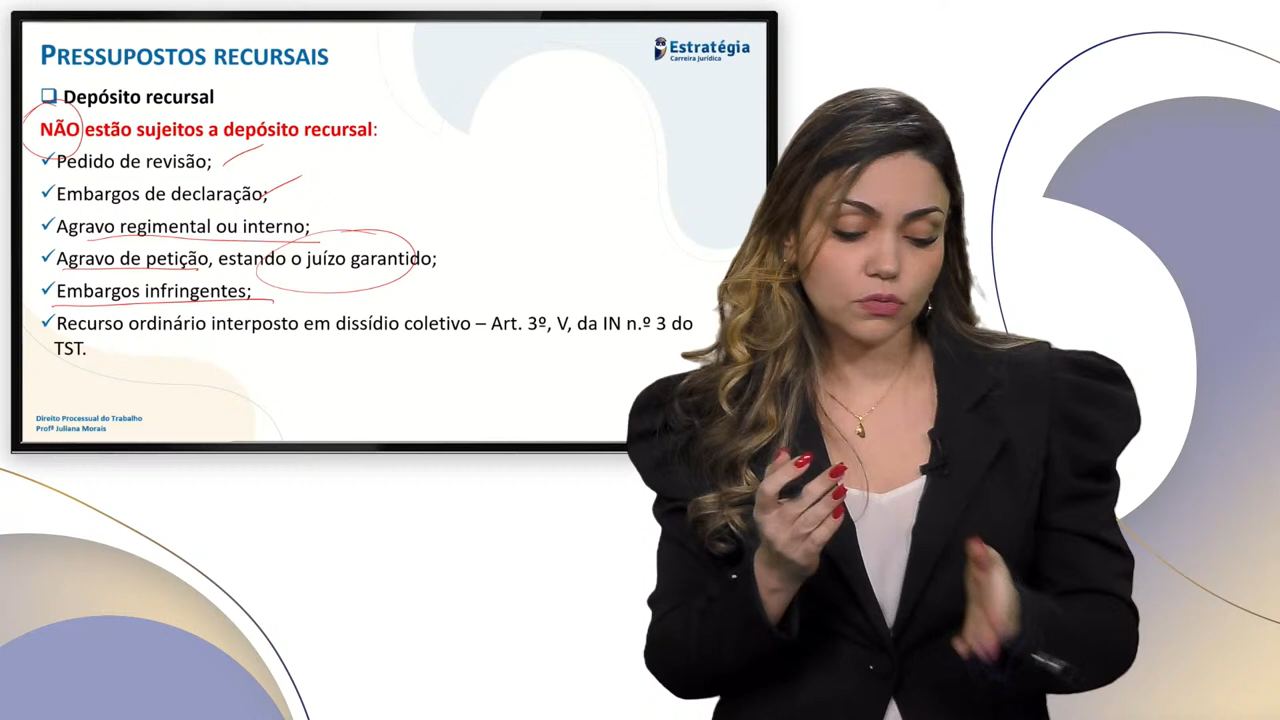 PRESSUPOSTOS RECURSAIS
Estratégia
Carreira Jurídica
Depósito recursal
NÃO estão sujeitos a depósito recursal:
Pedido de revisão;
Embargos de declaração;
Agravo regimental ou interno;
Agravo de petição, estando o juízo garantido;
Embargos infringentes;
Recurso ordinário interposto em dissídio coletivo – Art. 3º, V, da IN n.º 3 do
TST.
Direito Processual do Trabalho
Profª Juliana Morais